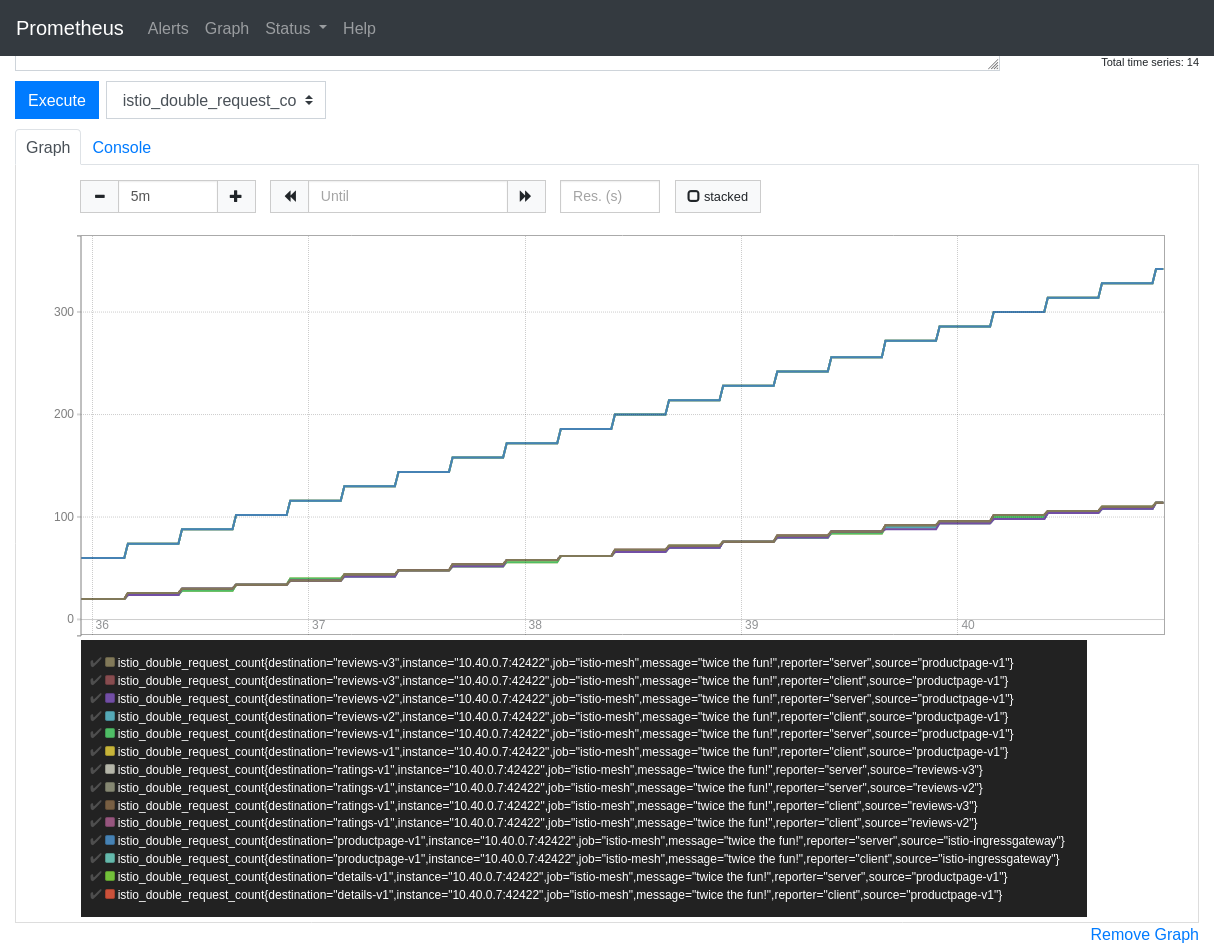 Prometheus Alerts Graph Status Help
Total time series: 14
Execute istio_double_request_co
Graph Console
5m Until Res. (s) stacked
300
200
100
0
36 37 38 39 40
istio_double_request_count{destination="reviews-v3",instance="10.40.0.7:42422",job="istio-mesh",message="twice the fun!",reporter="server",source="productpage-v1"}
istio_double_request_count{destination="reviews-v3",instance="10.40.0.7:42422",job="istio-mesh",message="twice the fun!",reporter="client",source="productpage-v1"}
istio_double_request_count{destination="reviews-v2",instance="10.40.0.7:42422",job="istio-mesh",message="twice the fun!",reporter="server",source="productpage-v1"}
istio_double_request_count{destination="reviews-v2",instance="10.40.0.7:42422",job="istio-mesh",message="twice the fun!",reporter="client",source="productpage-v1"}
istio_double_request_count{destination="reviews-v1",instance="10.40.0.7:42422",job="istio-mesh",message="twice the fun!",reporter="server",source="productpage-v1"}
istio_double_request_count{destination="reviews-v1",instance="10.40.0.7:42422",job="istio-mesh",message="twice the fun!",reporter="client",source="productpage-v1"}
istio_double_request_count{destination="ratings-v1",instance="10.40.0.7:42422",job="istio-mesh",message="twice the fun!",reporter="server",source="reviews-v3"}
istio_double_request_count{destination="ratings-v1",instance="10.40.0.7:42422",job="istio-mesh",message="twice the fun!",reporter="server",source="reviews-v2"}
istio_double_request_count{destination="ratings-v1",instance="10.40.0.7:42422",job="istio-mesh",message="twice the fun!",reporter="client",source="reviews-v3"}
istio_double_request_count{destination="ratings-v1",instance="10.40.0.7:42422",job="istio-mesh",message="twice the fun!",reporter="client",source="reviews-v2"}
istio_double_request_count{destination="productpage-v1",instance="10.40.0.7:42422",job="istio-mesh",message="twice the fun!",reporter="server",source="istio-ingressgateway"}
istio_double_request_count{destination="productpage-v1",instance="10.40.0.7:42422",job="istio-mesh",message="twice the fun!",reporter="client",source="istio-ingressgateway"}
istio_double_request_count{destination="details-v1",instance="10.40.0.7:42422",job="istio-mesh",message="twice the fun!",reporter="server",source="productpage-v1"}
istio_double_request_count{destination="details-v1",instance="10.40.0.7:42422",job="istio-mesh",message="twice the fun!",reporter="client",source="productpage-v1"}
Remove Graph